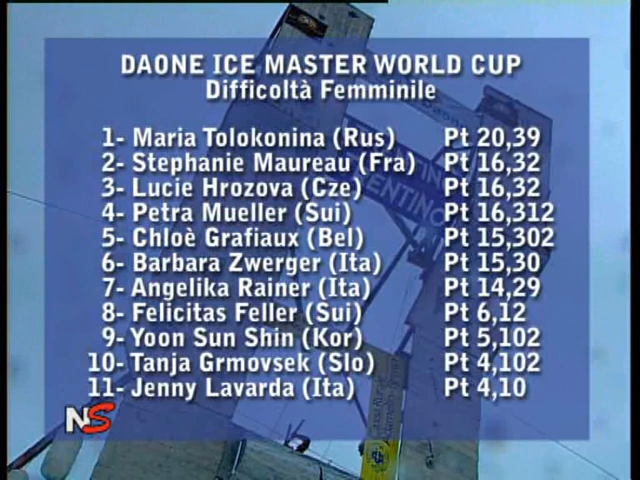 DAONE ICE MASTER WORLD CUP
Difficoltà Femminile
1- Maria Tolokonina (Rus) Pt 20,39
2- Stephanie Maureau (Fra) Pt 16,32
3- Lucie Hrozova (Cze) Pt 16,32
4- Petra Mueller (Sui) Pt 16,312
5- Chloè Grafiaux (Bel) Pt 15,302
6- Barbara Zwerger (Ita) Pt 15,30
7- Angelika Rainer (Ita) Pt 14,29
8- Felicitas Feller (Sui) Pt 6,12
9- Yoon Sun Shin (Kor) Pt 5,102
10- Tanja Grmovsek (Slo) Pt 4,102
11- Jenny Lavarda (Ita) Pt 4,10
NS